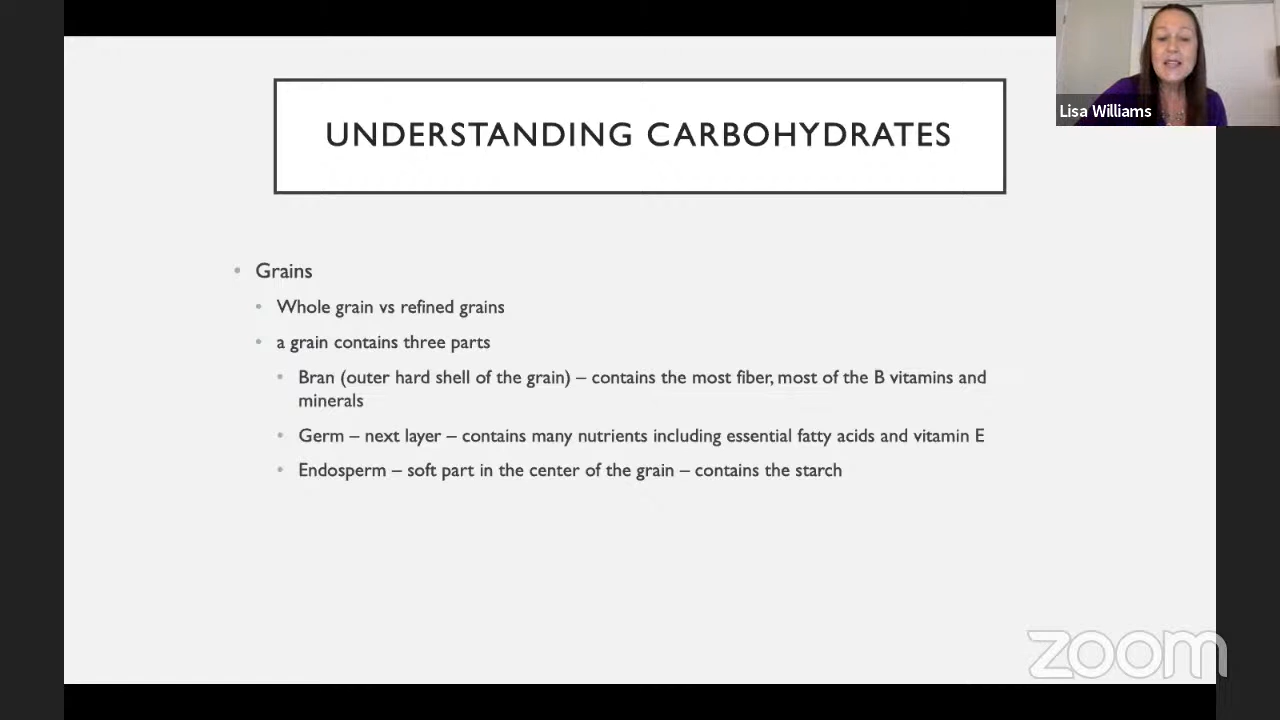 UNDERSTANDING CARBOHYDRATES
Lisa Williams
Grains
Whole grain vs refined grains
a grain contains three parts
Bran (outer hard shell of the grain) – contains the most fiber, most of the B vitamins and
minerals
Germ – next layer – contains many nutrients including essential fatty acids and vitamin E
Endosperm – soft part in the center of the grain – contains the starch
zoom